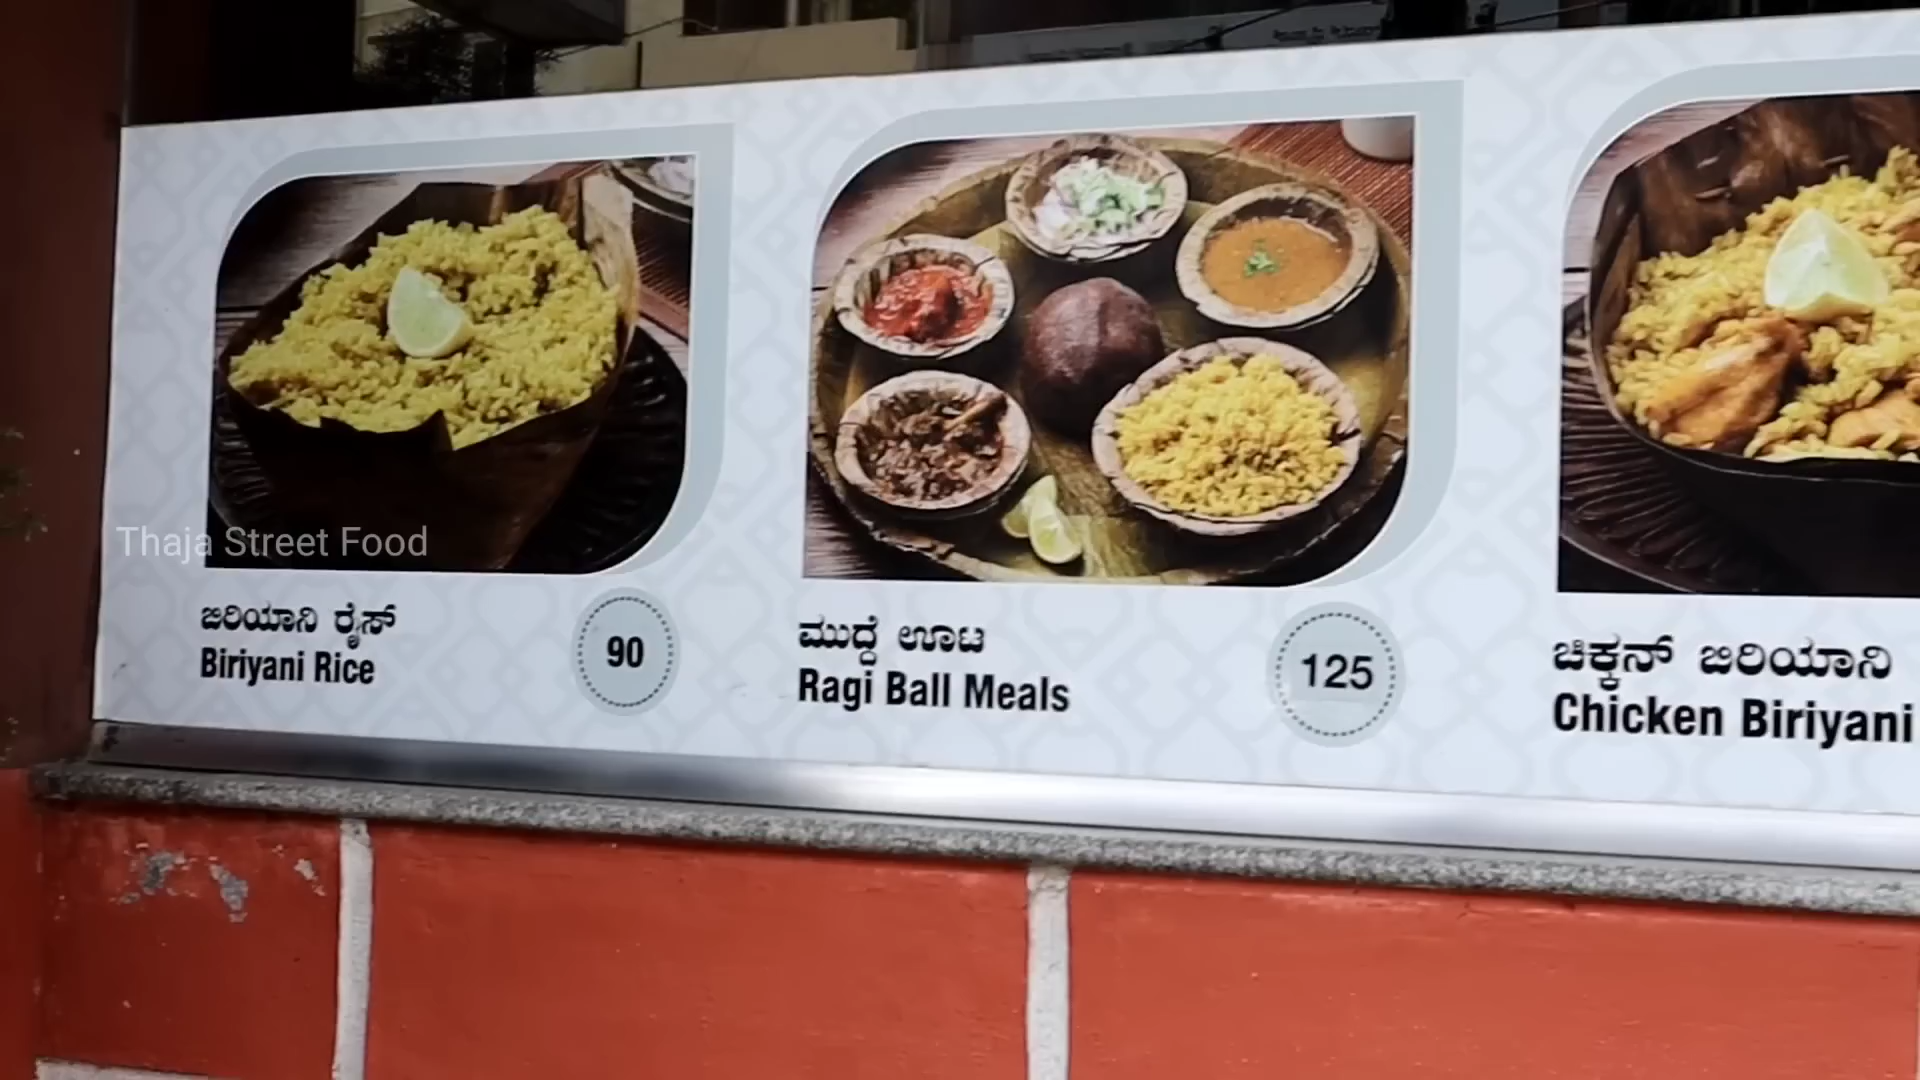 Thaja Street Food
ಬಿರಿಯಾನಿ ರೈಸ್
Biriyani Rice
90
ಮುದ್ದೆ ಊಟ
Ragi Ball Meals
125
ಚಿಕ್ಕನ್ ಬಿರಿಯಾನಿ
Chicken Biriyani